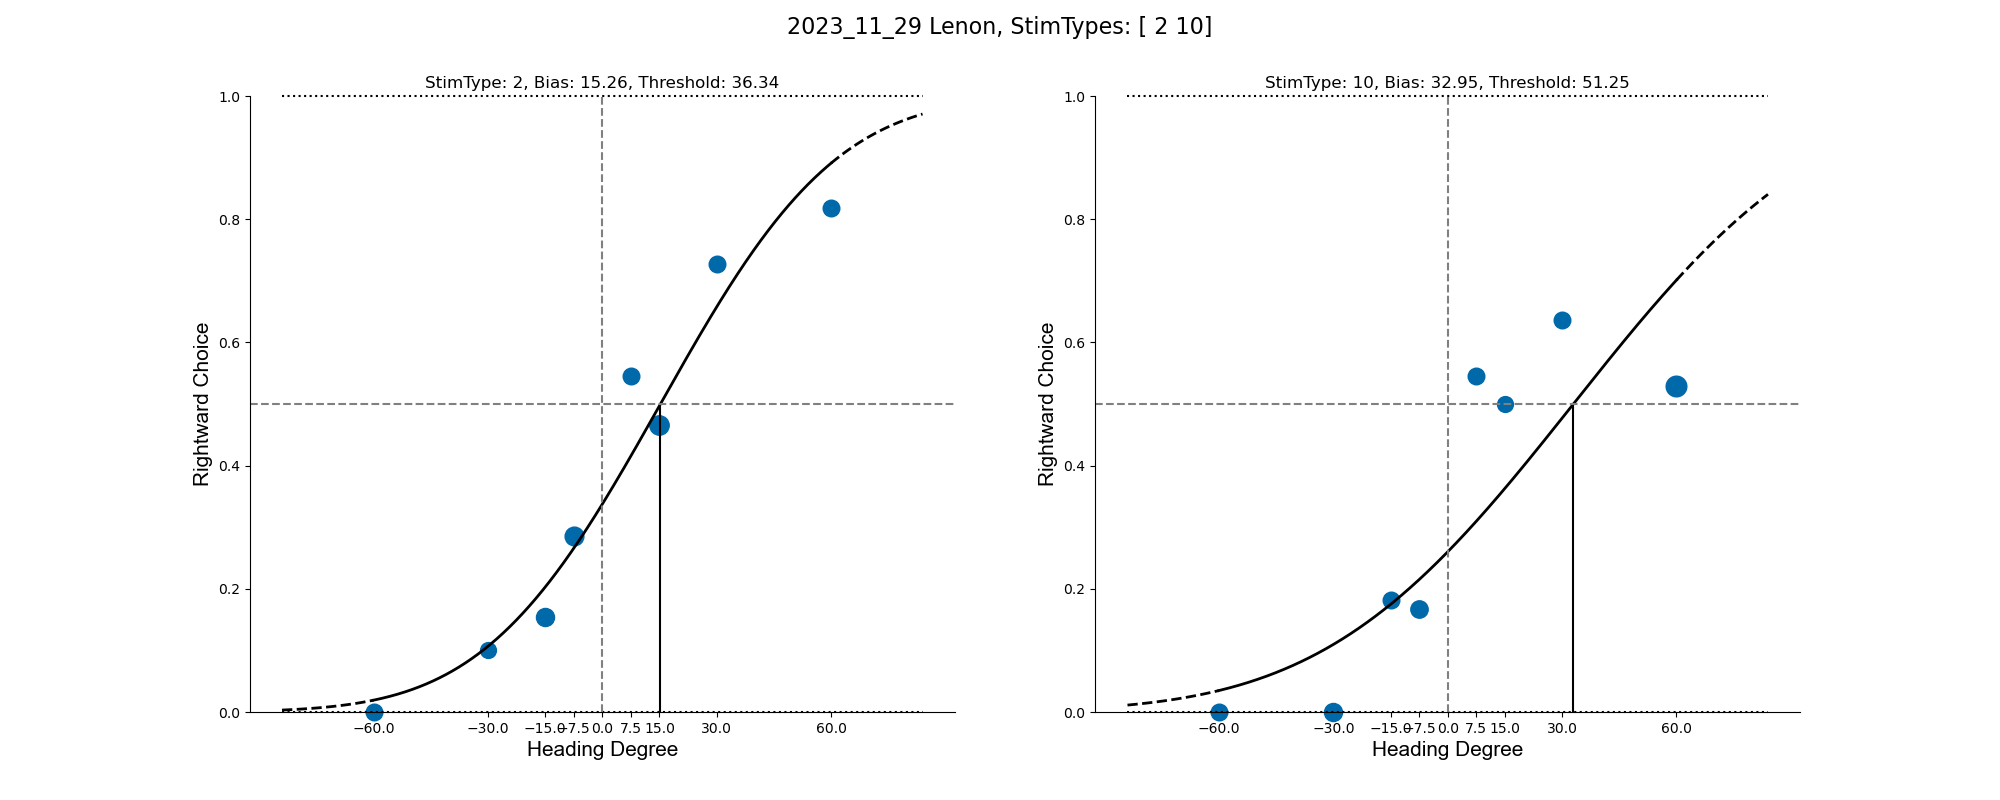 2023_11_29 Lenon, StimTypes: [ 2 10]
StimType: 2, Bias: 15.26, Threshold: 36.34
1.0
0.8
0.6
0.4
0.2
0.0
Rightward Choice
−60.0 −30.0 −15.0 −7.5 0.0 7.5 15.0 30.0 60.0
Heading Degree
StimType: 10, Bias: 32.95, Threshold: 51.25
1.0
0.8
0.6
0.4
0.2
0.0
Rightward Choice
−60.0 −30.0 −15.0 −7.5 0.0 7.5 15.0 30.0 60.0
Heading Degree